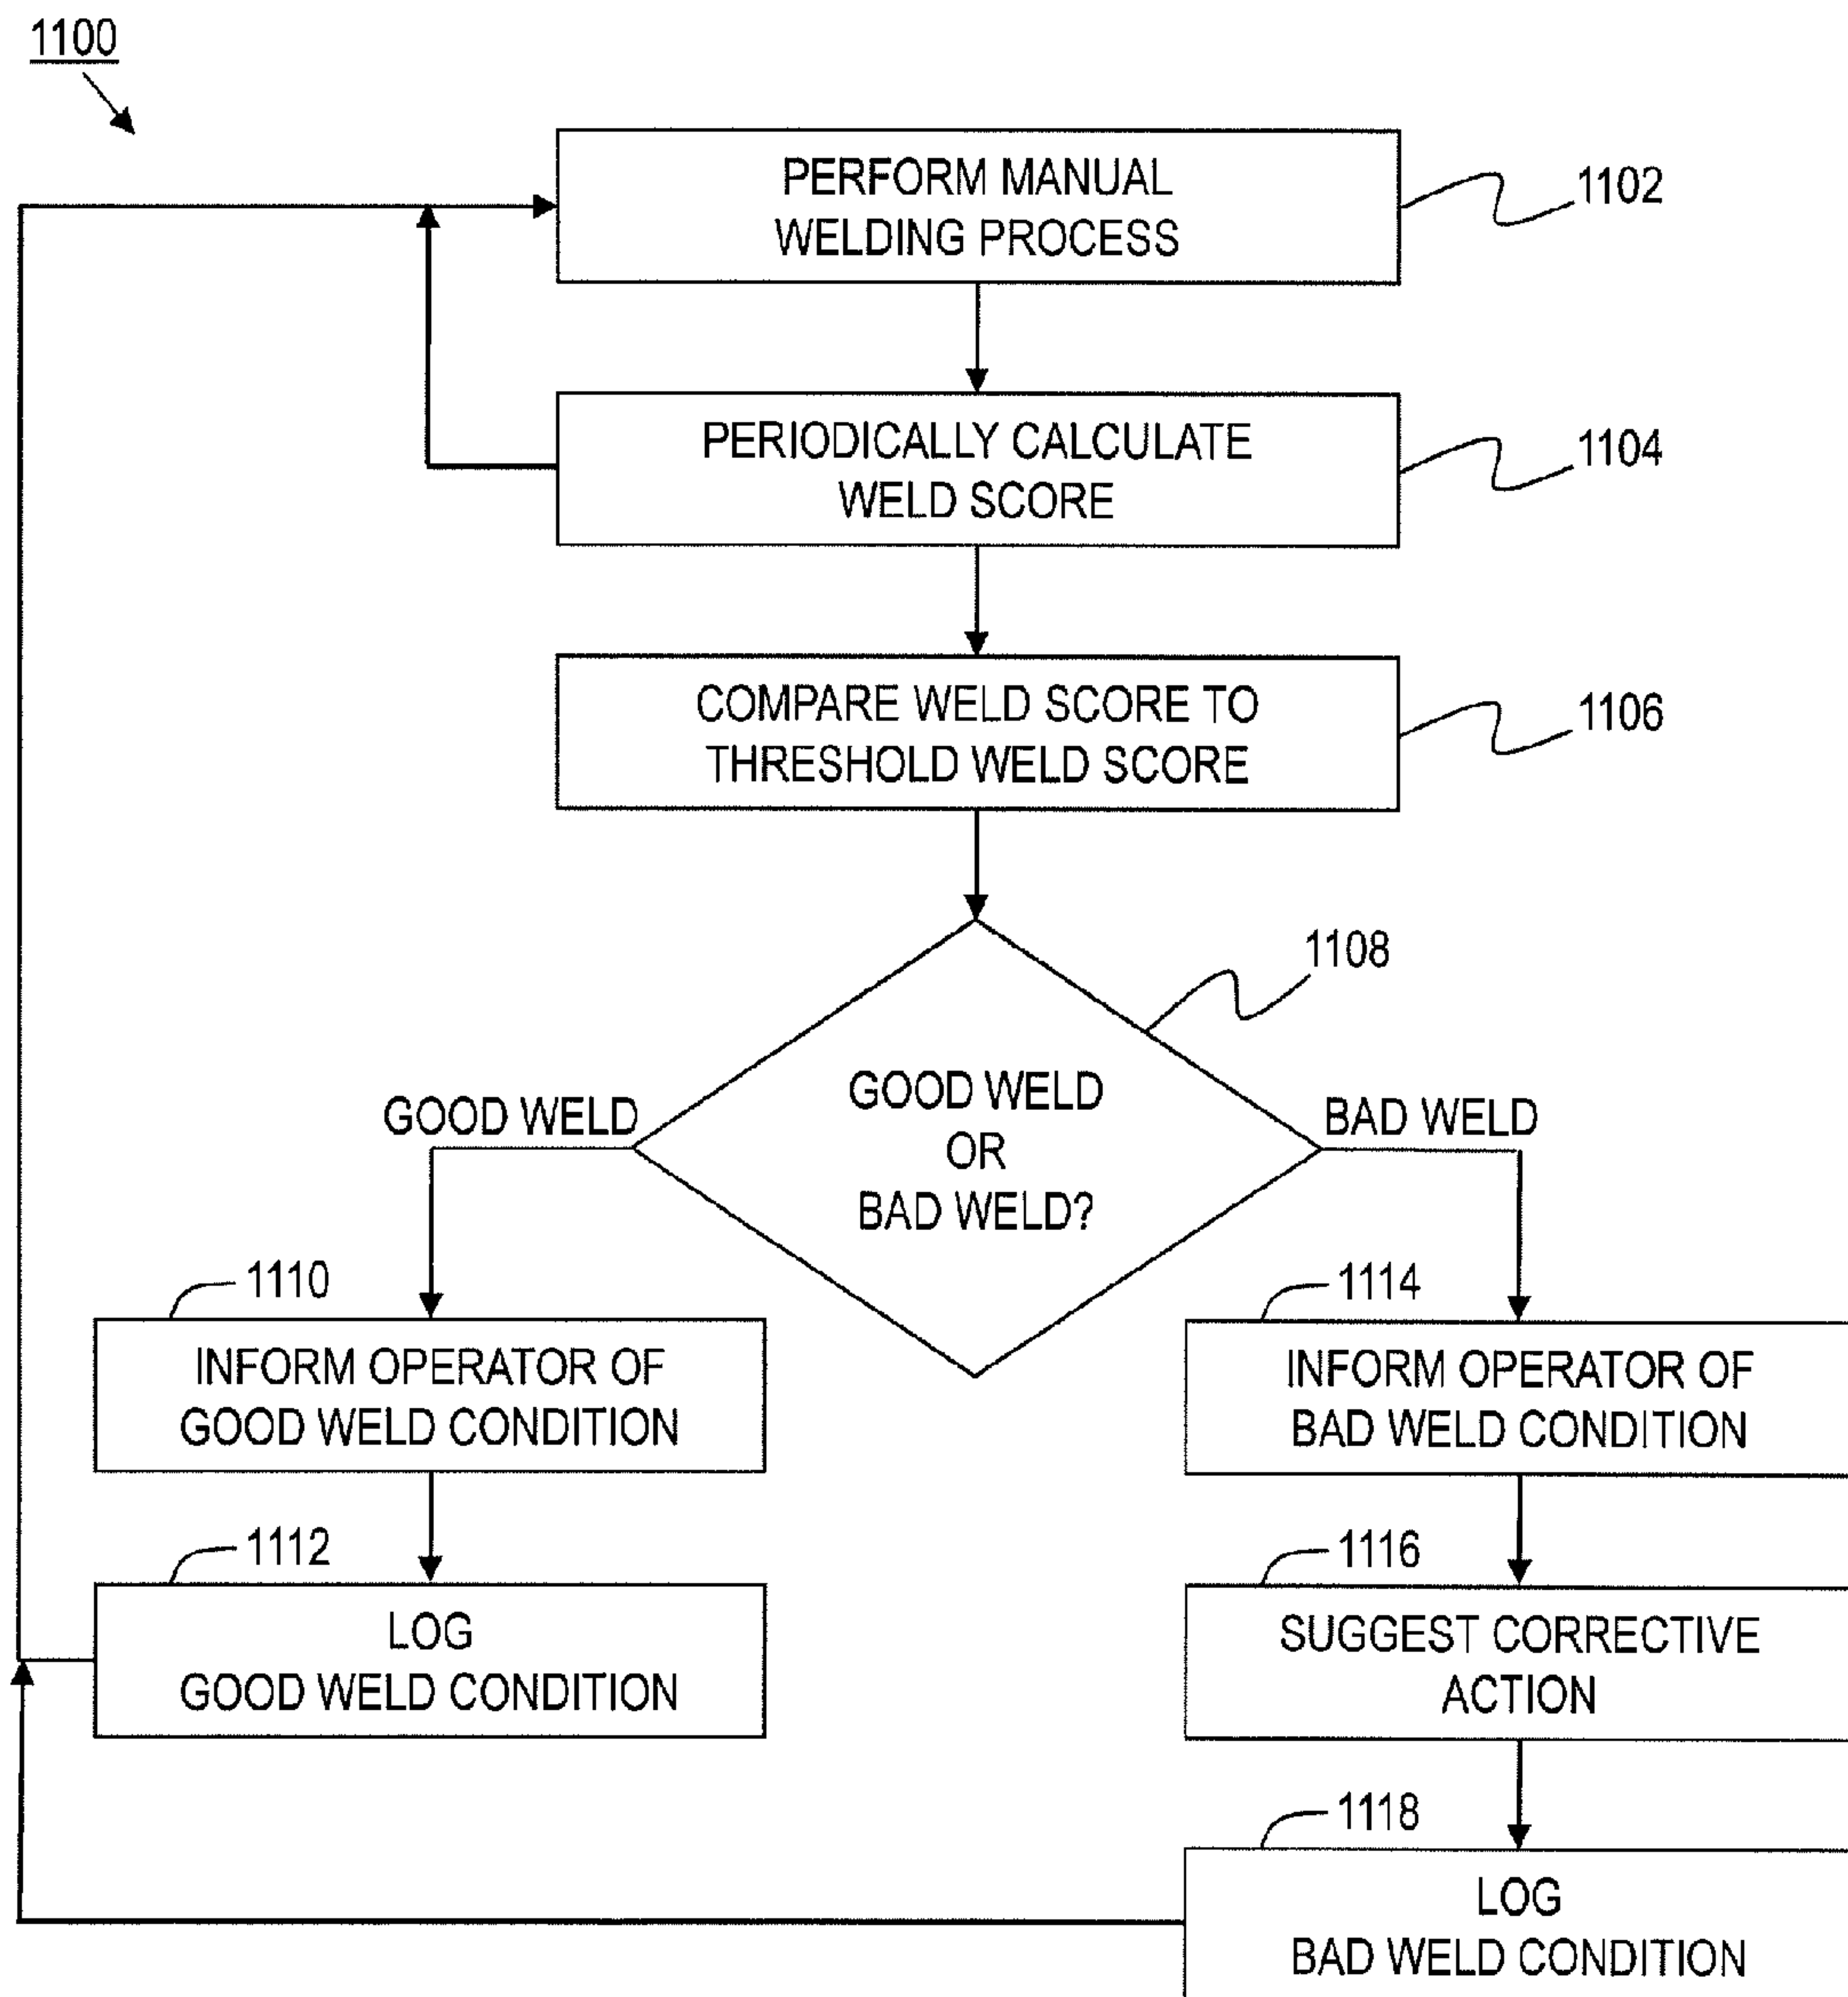 1100
PERFORM MANUAL
WELDING PROCESS
1102
PERIODICALLY CALCULATE
WELD SCORE
1104
COMPARE WELD SCORE TO
THRESHOLD WELD SCORE
1106
1108
GOOD WELD
OR
BAD WELD?
GOOD WELD
BAD WELD
1110
INFORM OPERATOR OF
GOOD WELD CONDITION
1114
INFORM OPERATOR OF
BAD WELD CONDITION
1112
LOG
GOOD WELD CONDITION
1116
SUGGEST CORRECTIVE
ACTION
1118
LOG
BAD WELD CONDITION